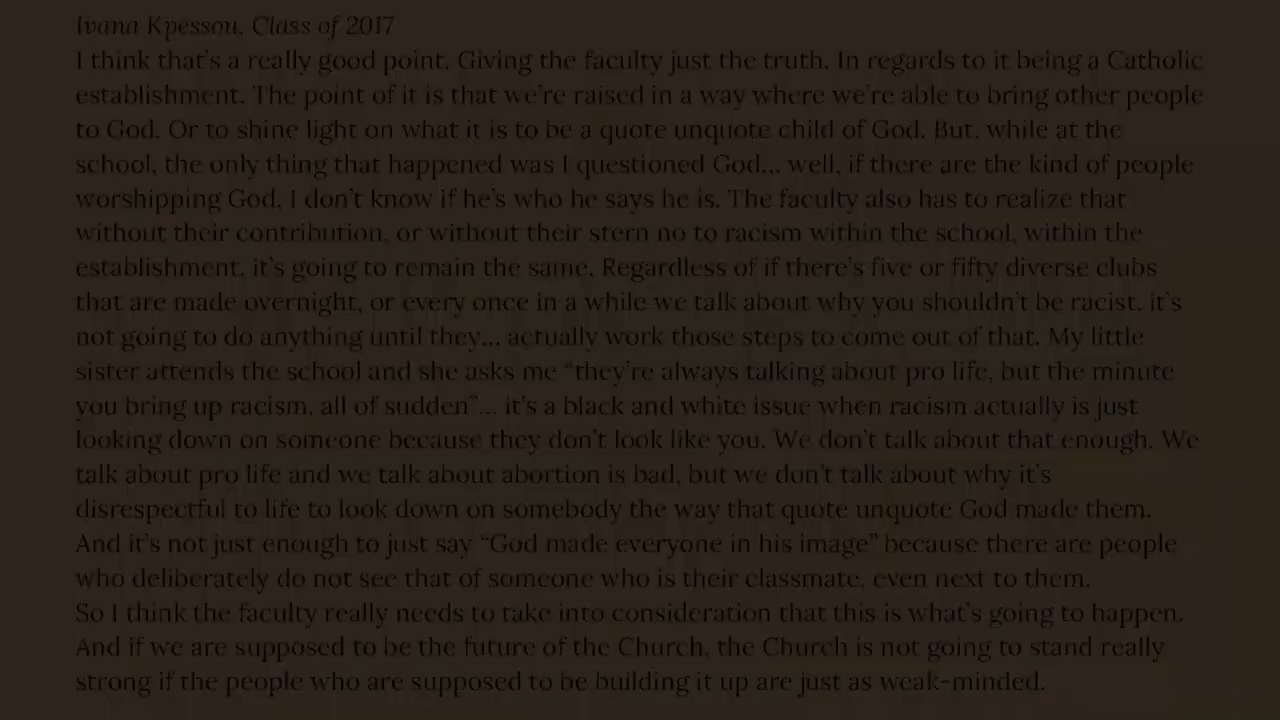 Ivana Kpessou, Class of 2017
I think that's a really good point. Giving the faculty just the truth. In regards to it being a Catholic
establishment. The point of it is that we're raised in a way where we're able to bring other people
to God. Or to shine light on what it is to be a quote unquote child of God. But, while at the
school, the only thing that happened was I questioned God... well, if there are the kind of people
worshipping God, I don't know if he's who he says he is. The faculty also has to realize that
without their contribution, or without their stern no to racism within the school, within the
establishment, it's going to remain the same. Regardless of if there's five or fifty diverse clubs
that are made overnight, or every once in a while we talk about why you shouldn't be racist, it's
not going to do anything until they... actually work those steps to come out of that. My little
sister attends the school and she asks me “they're always talking about pro life, but the minute
you bring up racism, all of sudden”... it's a black and white issue when racism actually is just
looking down on someone because they don't look like you. We don't talk about that enough. We
talk about pro life and we talk about abortion is bad, but we don't talk about why it's
disrespectful to life to look down on somebody the way that quote unquote God made them.
And it's not just enough to just say “God made everyone in his image” because there are people
who deliberately do not see that of someone who is their classmate, even next to them.
So I think the faculty really needs to take into consideration that this is what's going to happen.
And if we are supposed to be the future of the Church, the Church is not going to stand really
strong if the people who are supposed to be building it up are just as weak-minded.